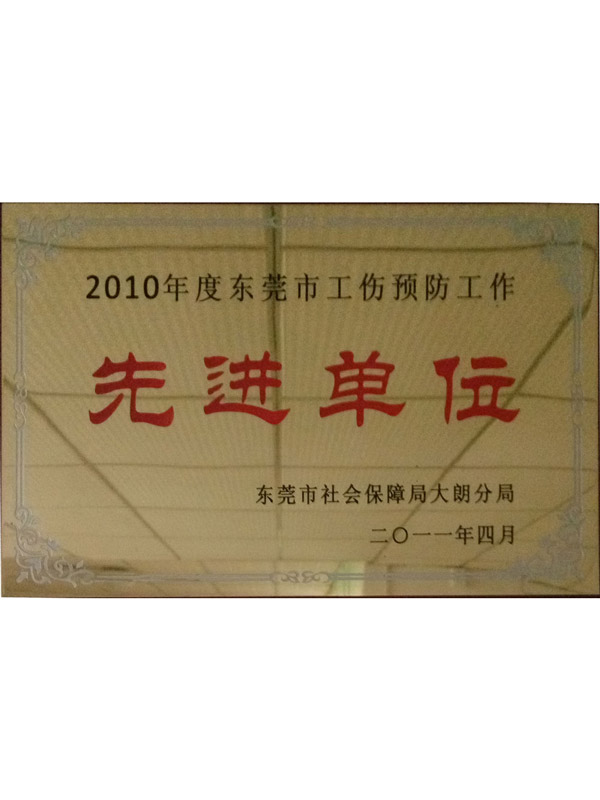 2010年度东莞市工伤预防工作
先进单位
东莞市社会保障局大朗分局
二〇一一年四月